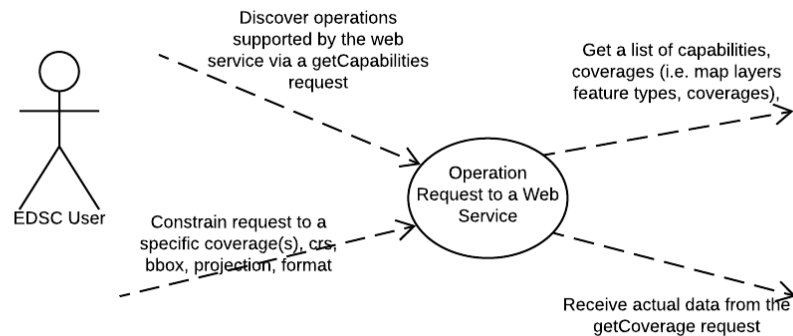 Discover operations
supported by the web
service via a getCapabilities
request
Get a list of capabilities,
coverages (i.e. map layers
feature types, coverages),
Operation
Request to a Web
Service
EDSC User
Constrain request to a
specific coverage(s), crs,
bbox, projection, format
Receive actual data from the
getCoverage request